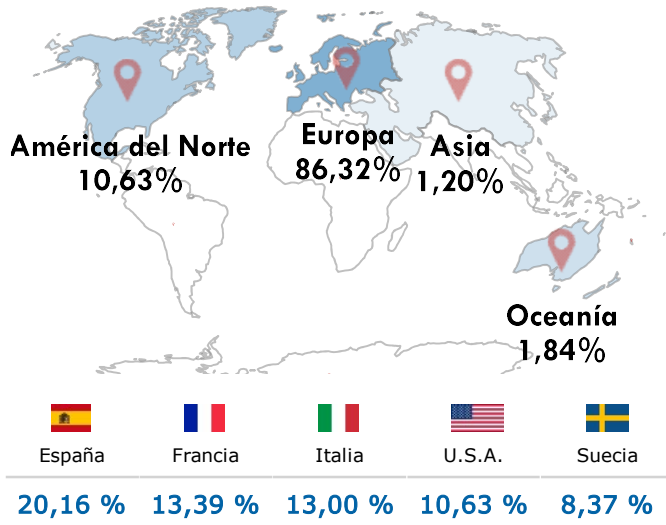 América del Norte
10,63%
Europa
86,32%
Asia
1,20%
Oceanía
1,84%
España
Francia
Italia
U.S.A.
Suecia
20,16 %
13,39 %
13,00 %
10,63 %
8,37 %